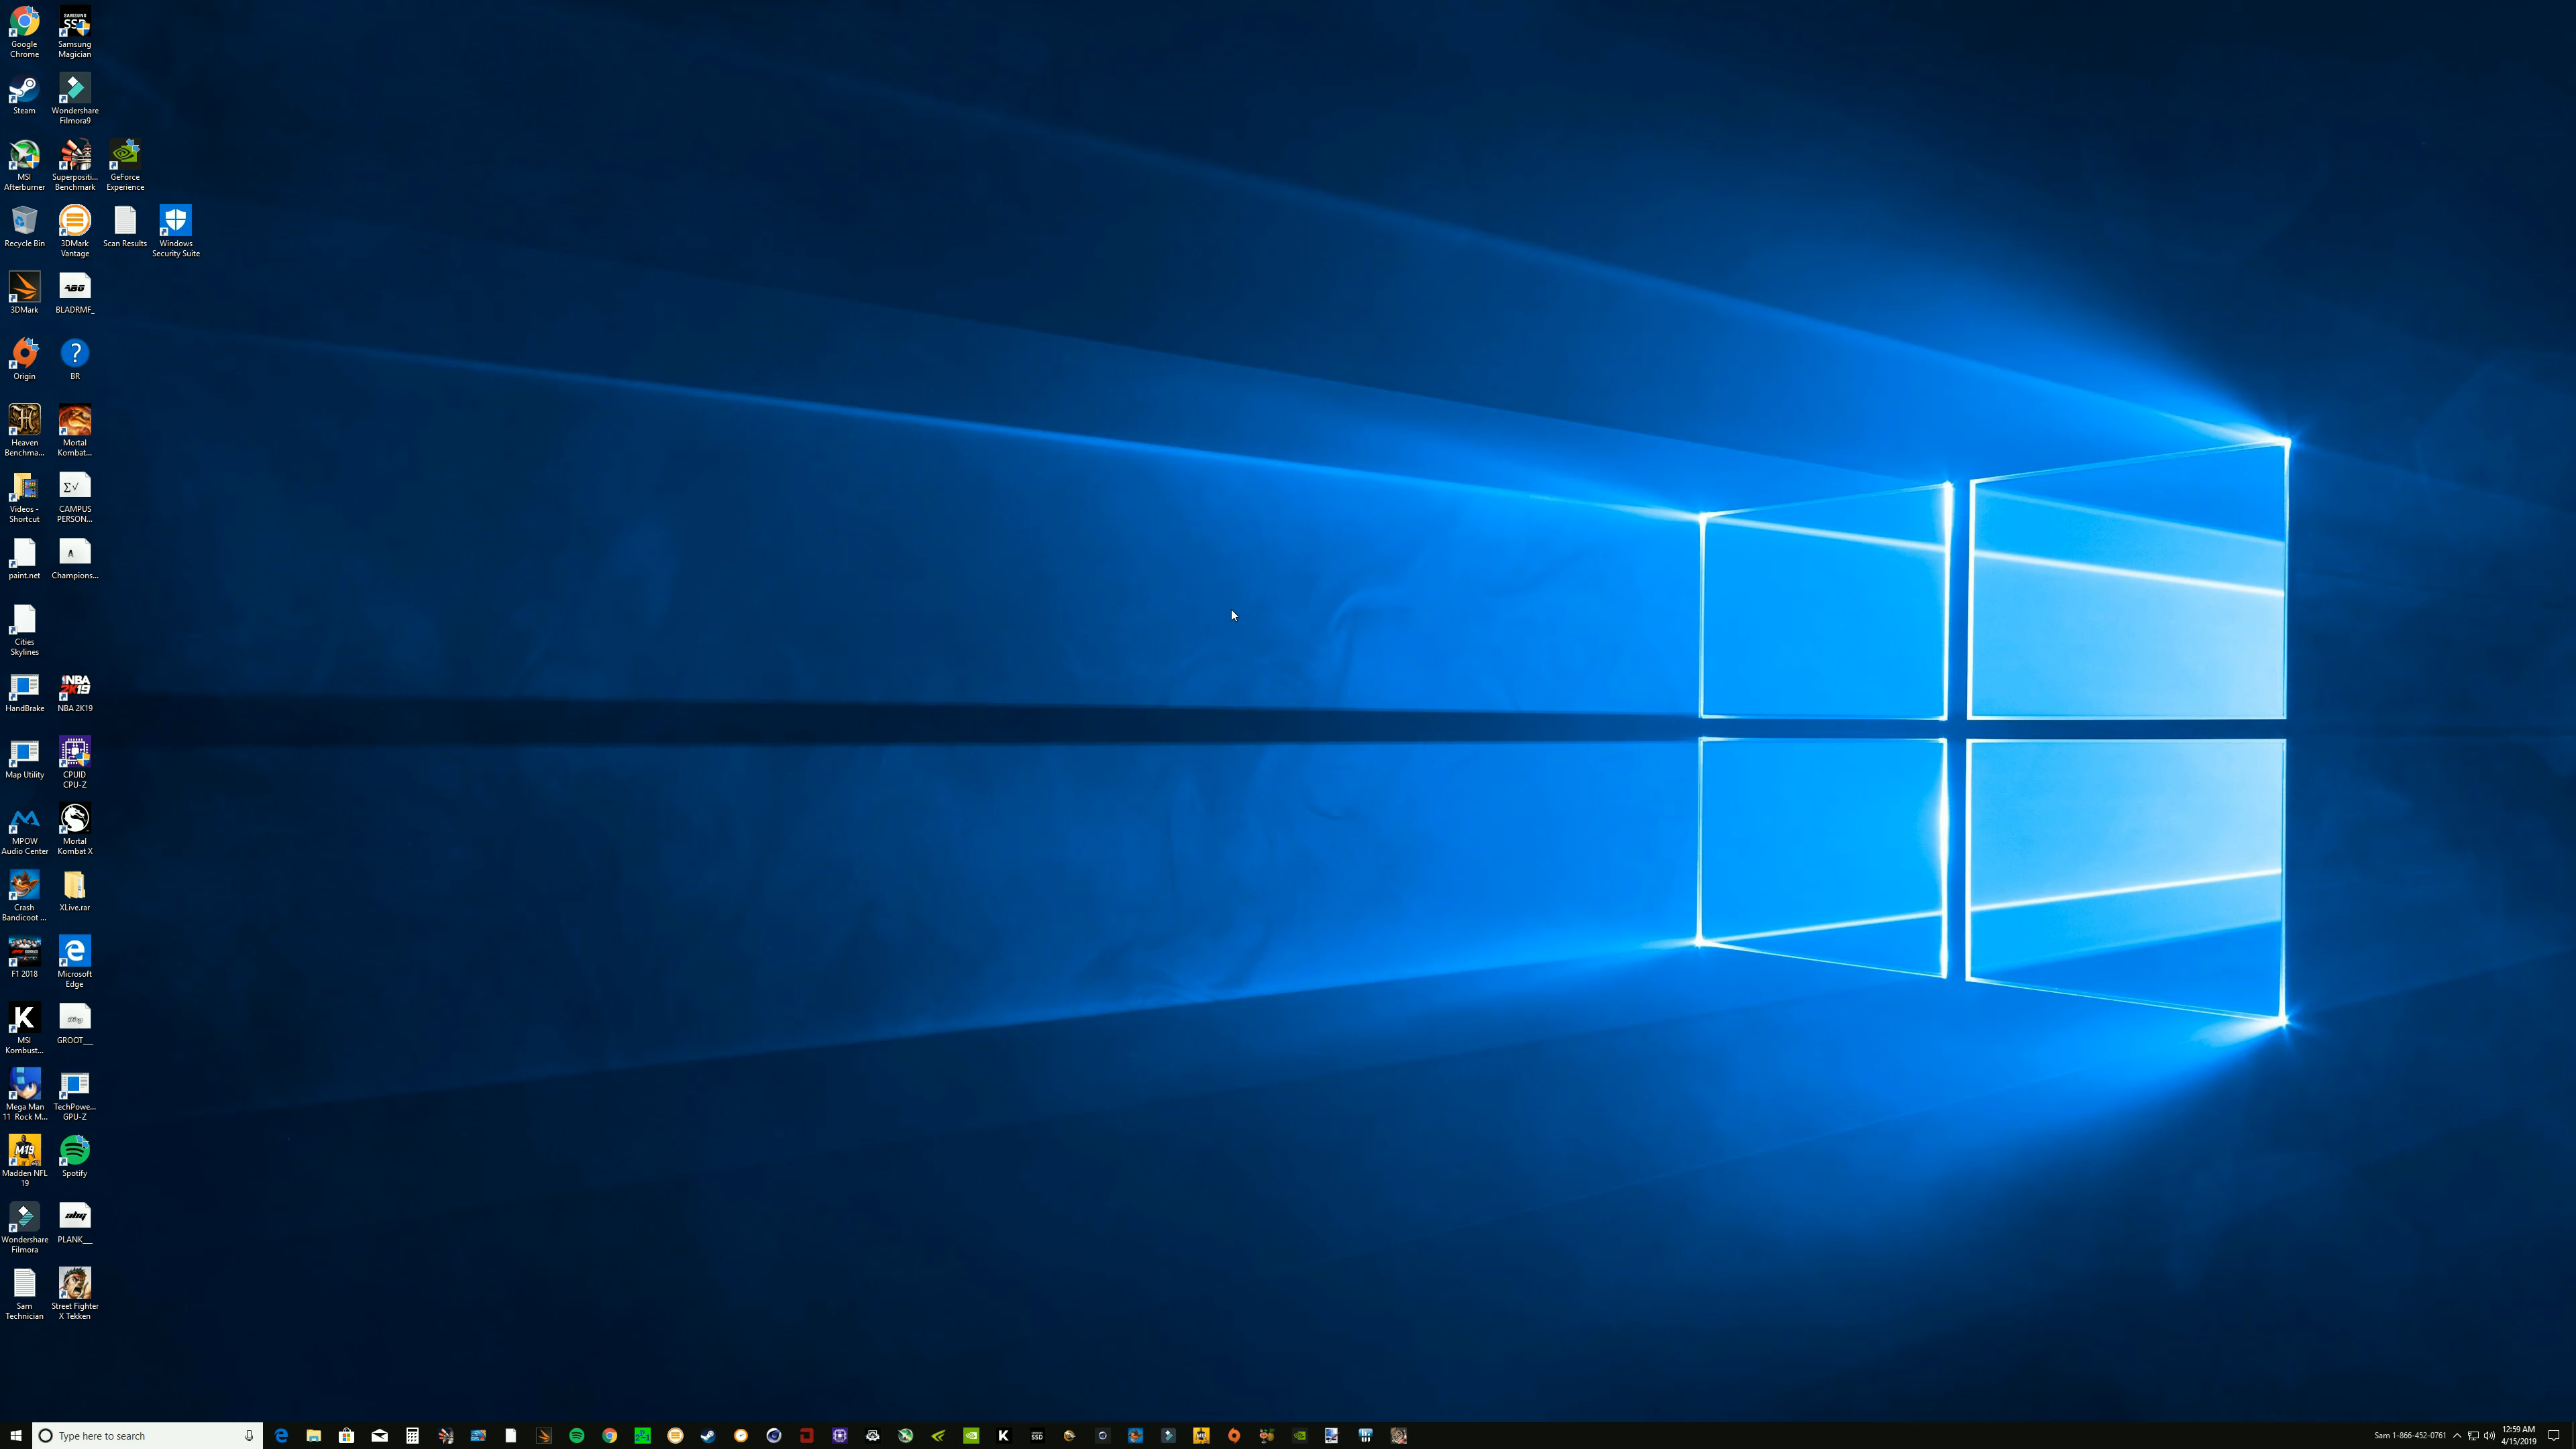 Google
Chrome
Samsung
Magician
Steam
Wondershare
Filmora9
MSI
Afterburner
Superpositi...
Benchmark
GeForce
Experience
Recycle Bin
3DMark
Vantage
Scan Results
Windows
Security Suite
3DMark
BLADRMF_
Origin
BR
Heaven
Benchma...
Mortal
Kombat...
Videos -
Shortcut
CAMPUS
PERSON...
paint.net
Champions...
Cities
Skylines
HandBrake
NBA 2K19
Map Utility
CPUID
CPU-Z
MPOW
Audio Center
Mortal
Kombat X
Crash
Bandicoot ...
XLive.rar
F1 2018
Microsoft
Edge
MSI
Kombust...
GROOT___
Mega Man
11 Rock M...
TechPowe...
GPU-Z
Madden NFL
19
Spotify
Wondershare
Filmora
PLANK___
Sam
Technician
Street Fighter
X Tekken
Type here to search
Sam 1-866-452-0761
12:59 AM
4/15/2019